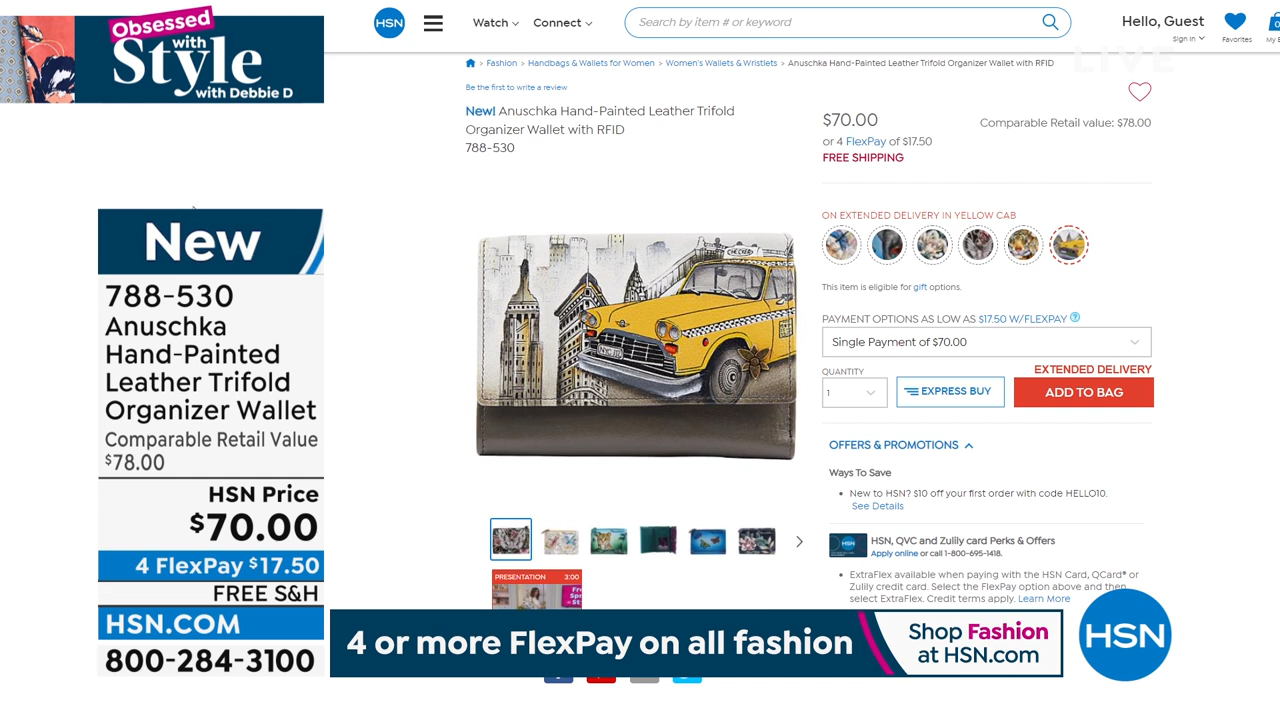 Obsessed
with
Style
with Debbie D
HSN
Watch
Connect
Search by item # or keyword
Hello, Guest
Sign In
Favorites
0
LIVE
> Fashion > Handbags & Wallets for Women > Women's Wallets & Wristlets > Anuschka Hand-Painted Leather Trifold Organizer Wallet with RFID
Be the first to write a review
New! Anuschka Hand-Painted Leather Trifold
Organizer Wallet with RFID
788-530
$70.00
Comparable Retail value: $78.00
or 4 FlexPay of $17.50
FREE SHIPPING
ON EXTENDED DELIVERY IN YELLOW CAB
This item is eligible for gift options.
PAYMENT OPTIONS AS LOW AS $17.50 W/FLEXPAY ?
Single Payment of $70.00
EXTENDED DELIVERY
QUANTITY
1
EXPRESS BUY
ADD TO BAG
OFFERS & PROMOTIONS
Ways To Save
• New to HSN? $10 off your first order with code HELLO10.
See Details
HSN, QVC and Zulily card Perks & Offers
Apply online or call 1-800-695-1418.
• ExtraFlex available when paying with the HSN Card, QCard® or
Zulily credit card. Select the FlexPay option above and then
select ExtraFlex. Credit terms apply. Learn More
CHECKER
PRESENTATION 3:00
New
788-530
Anuschka
Hand-Painted
Leather Trifold
Organizer Wallet
Comparable Retail Value
$78.00
HSN Price
$70.00
4 FlexPay $17.50
FREE S&H
HSN.COM
800-284-3100
4 or more FlexPay on all fashion
Shop Fashion
at HSN.com
HSN